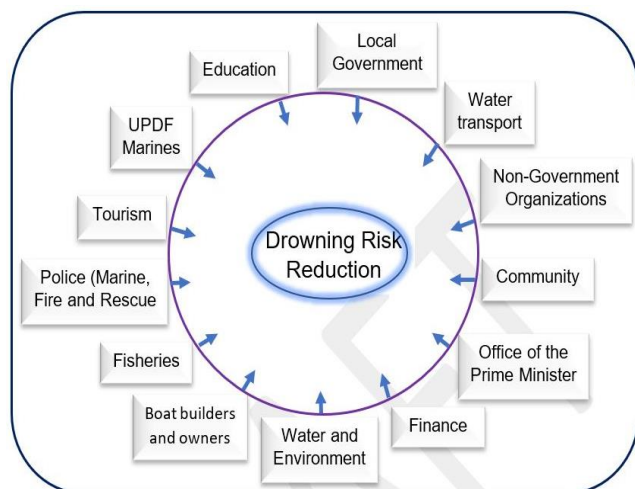 Local
Government
Education
Water
transport
UPDF
Marines
Non-Government
Organizations
Tourism
Drowning Risk
Reduction
Police (Marine,
Fire and Rescue
Community
Fisheries
Office of the
Prime Minister
Boat builders
and owners
Water and
Environment
Finance